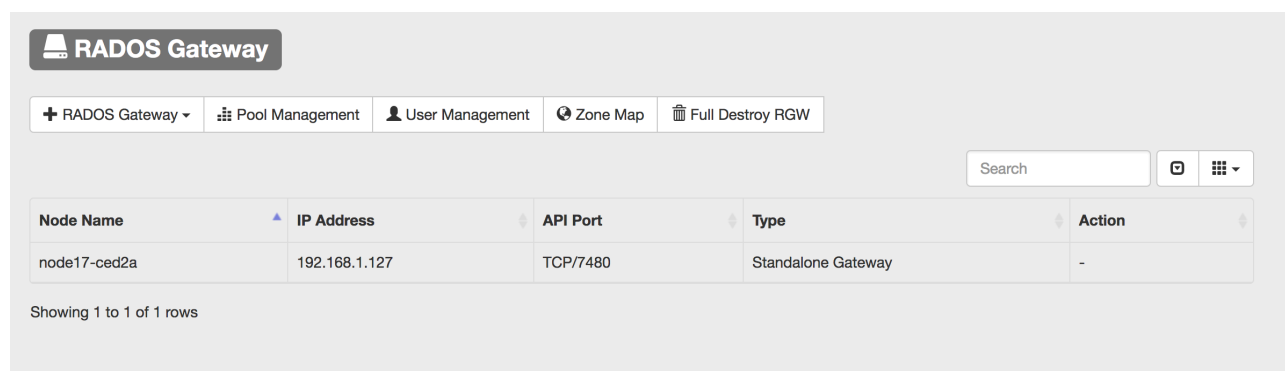 RADOS Gateway
RADOS Gateway Pool Management User Management Zone Map Full Destroy RGW
Search
Node Name IP Address API Port Type Action
node17-ced2a 192.168.1.127 TCP/7480 Standalone Gateway -
Showing 1 to 1 of 1 rows